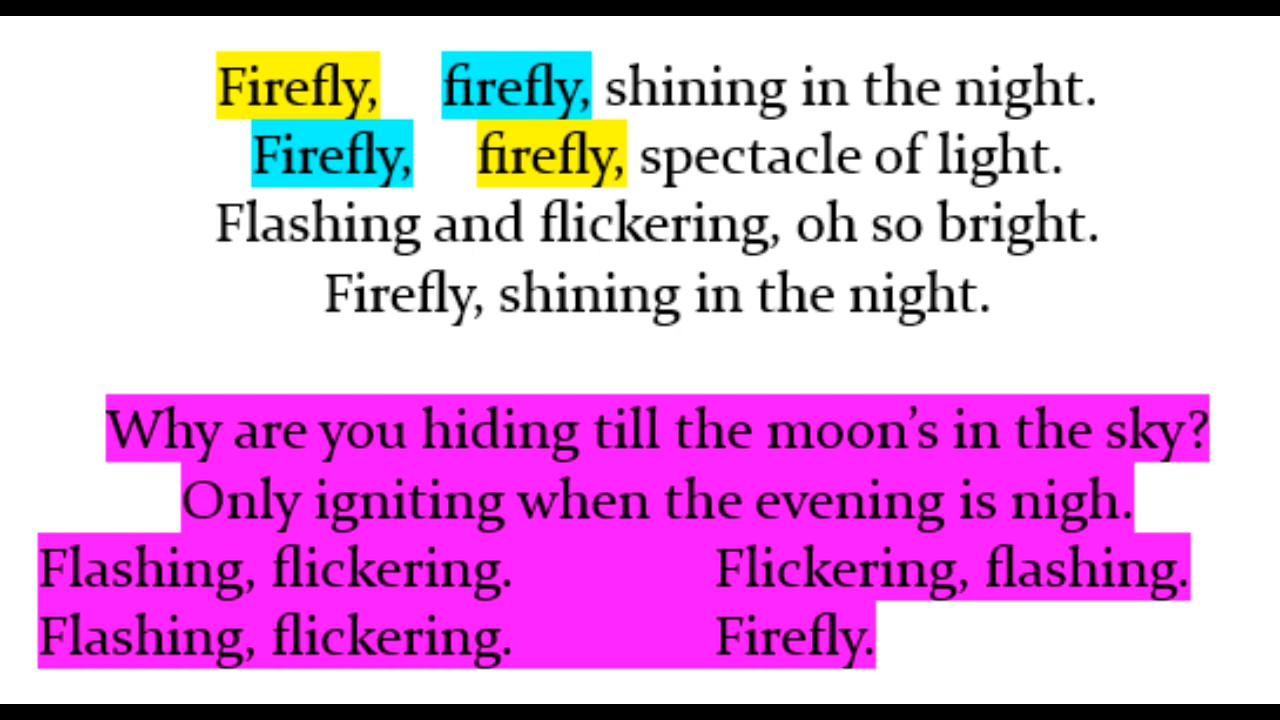 Firefly, firefly, shining in the night.
Firefly, firefly, spectacle of light.
Flashing and flickering, oh so bright.
Firefly, shining in the night.
Why are you hiding till the moon’s in the sky?
Only igniting when the evening is nigh.
Flashing, flickering. Flickering, flashing.
Flashing, flickering. Firefly.